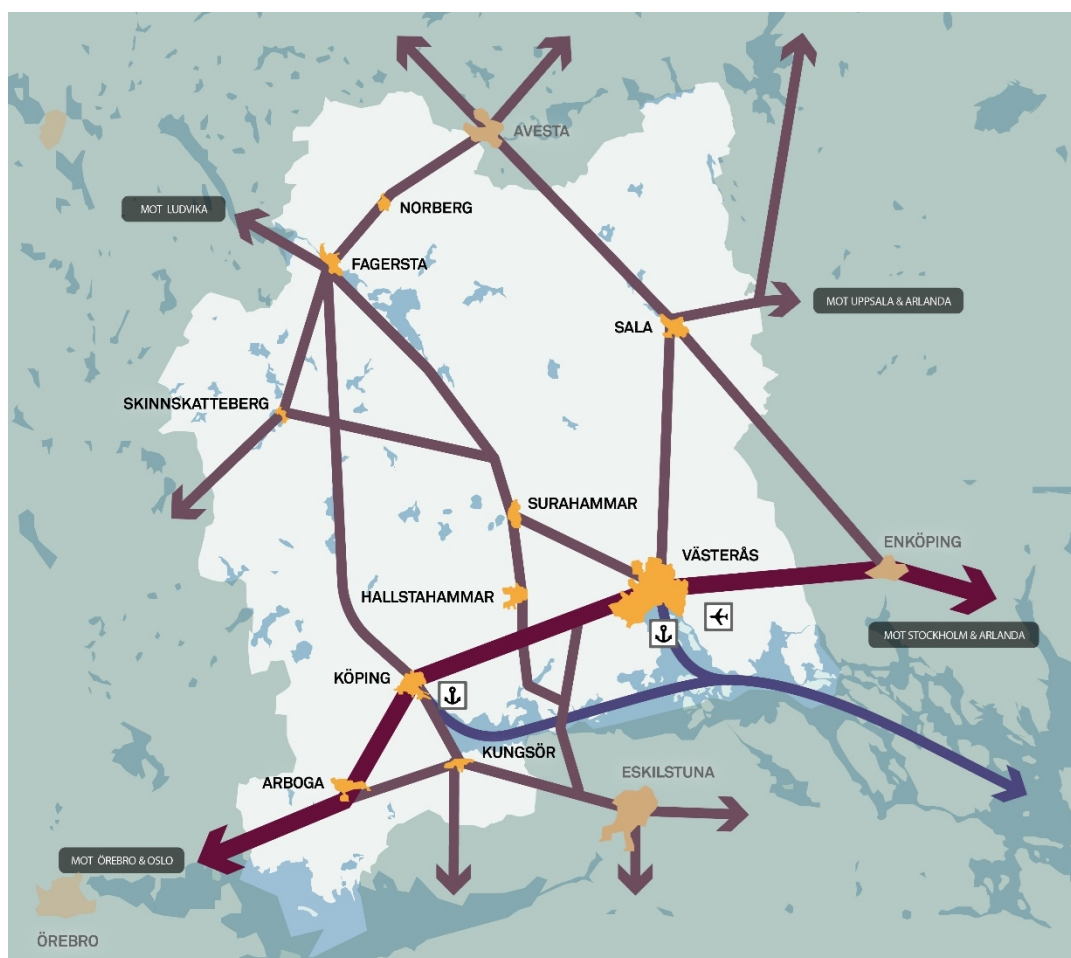 AVESTA
NORBERG
MOT LUDVIKA
FAGERSTA
MOT UPPSALA & ARLANDA
SALA
SKINNSKATTEBERG
SURAHAMMAR
ENKÖPING
VÄSTERÅS
HALLSTAHAMMAR
MOT STOCKHOLM & ARLANDA
KÖPING
KUNGSÖR
ESKILSTUNA
ARBOGA
MOT ÖREBRO & OSLO
ÖREBRO